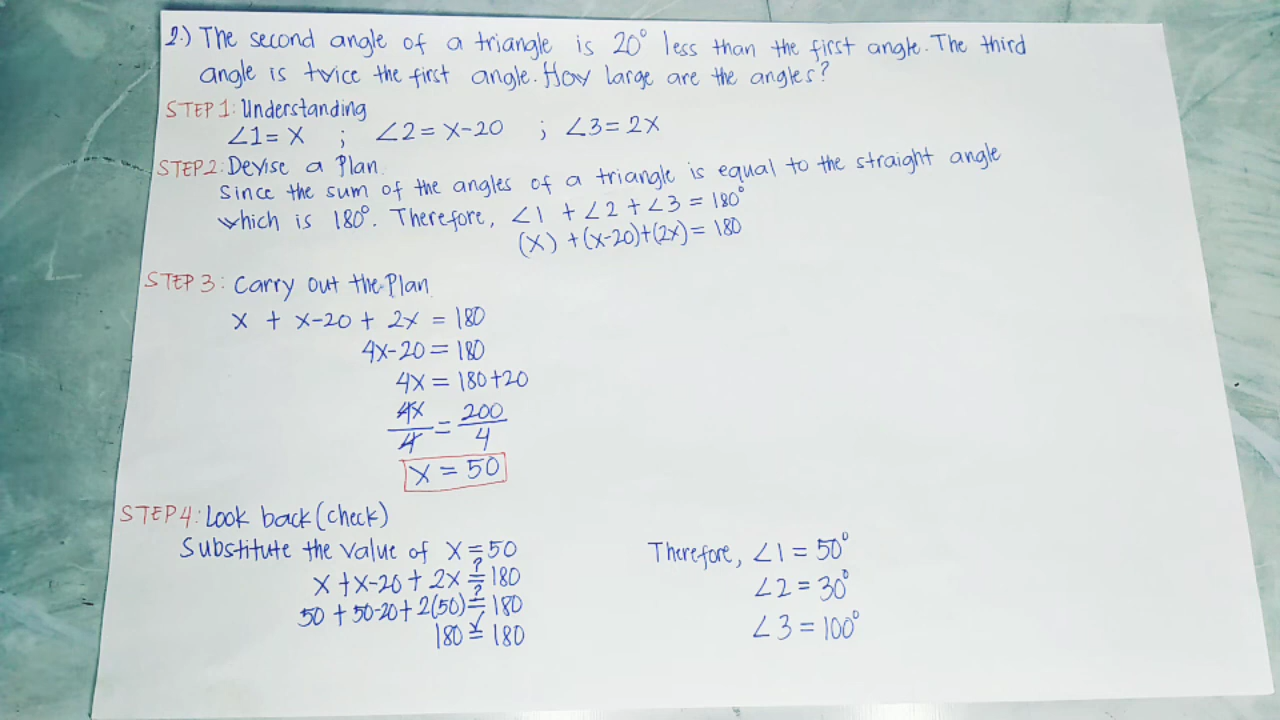 2.) The second angle of a triangle is 20° less than the first angle. The third
angle is twice the first angle. How large are the angles?
STEP 1: Understanding
∠1 = x ; ∠2 = x-20 ; ∠3 = 2x
STEP 2: Devise a Plan.
Since the sum of the angles of a triangle is equal to the straight angle
which is 180°. Therefore, ∠1 + ∠2 + ∠3 = 180°
(x) + (x-20)+(2x) = 180
STEP 3: Carry out the Plan.
x + x-20 + 2x = 180
4x-20 = 180
4x = 180+20
4x/4 = 200/4
x = 50
STEP 4: Look back (check)
Substitute the value of x = 50
x + x-20 + 2x ≟ 180
50 + 50-20 + 2(50) ≟ 180
180 ≟ 180 ✓
Therefore, ∠1 = 50°
∠2 = 30°
∠3 = 100°